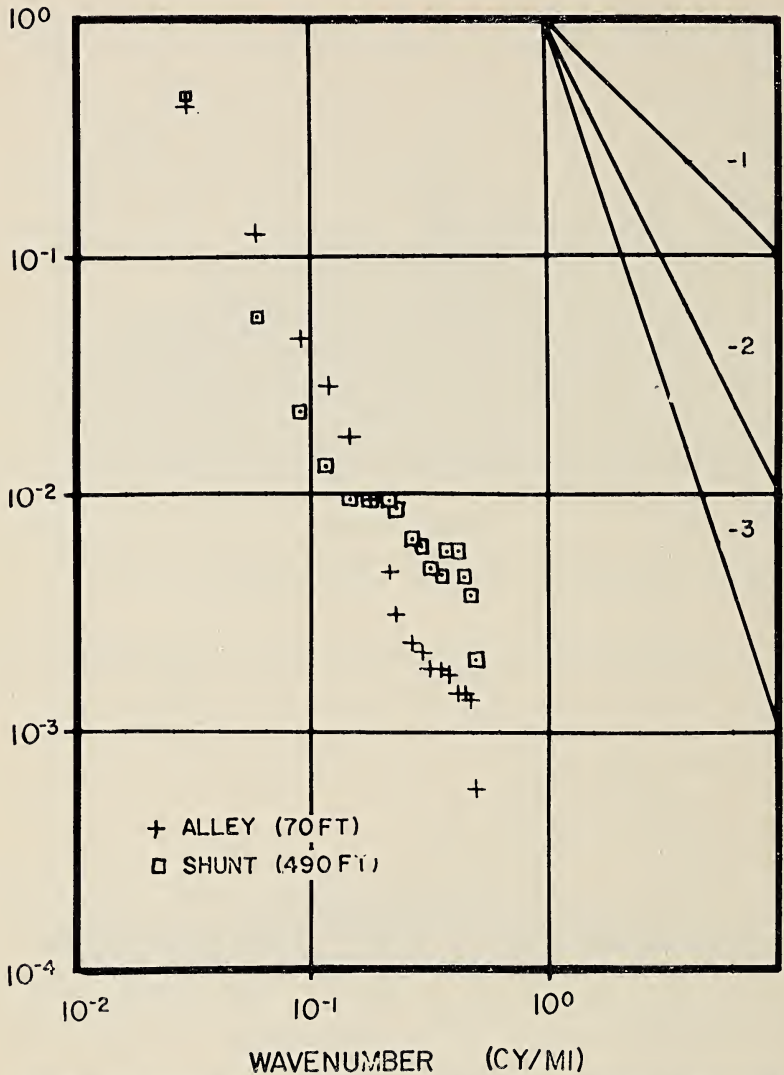 10⁰
-1
10⁻¹
-2
10⁻²
-3
10⁻³
+ ALLEY (70 FT)
□ SHUNT (490 FT)
10⁻⁴
10⁻² 10⁻¹ 10⁰
WAVENUMBER (CY/MI)